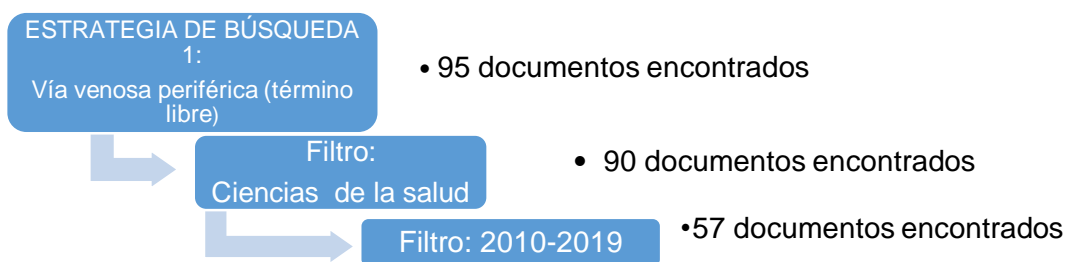 ESTRATEGIA DE BÚSQUEDA
1:
Vía venosa periférica (término
libre)
• 95 documentos encontrados
Filtro:
Ciencias de la salud
• 90 documentos encontrados
Filtro: 2010-2019
•57 documentos encontrados